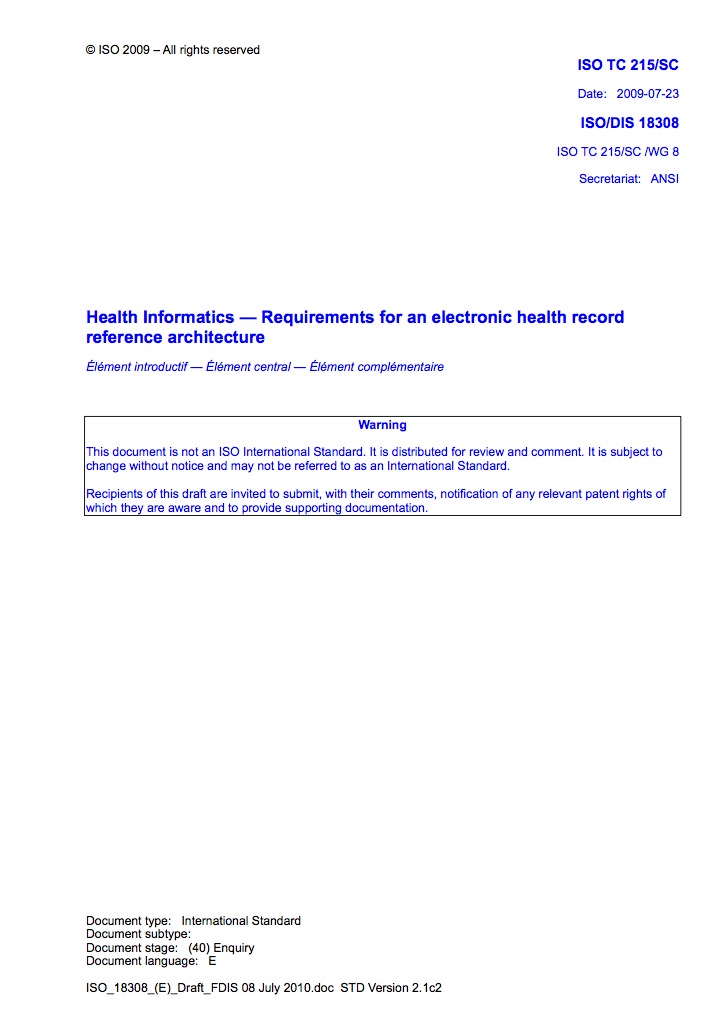 © ISO 2009 – All rights reserved
ISO TC 215/SC
Date: 2009-07-23
ISO/DIS 18308
ISO TC 215/SC /WG 8
Secretariat: ANSI
Health Informatics — Requirements for an electronic health record
reference architecture
Élément introductif — Élément central — Élément complémentaire
Warning
This document is not an ISO International Standard. It is distributed for review and comment. It is subject to
change without notice and may not be referred to as an International Standard.
Recipients of this draft are invited to submit, with their comments, notification of any relevant patent rights of
which they are aware and to provide supporting documentation.
Document type: International Standard
Document subtype:
Document stage: (40) Enquiry
Document language: E
ISO_18308_(E)_Draft_FDIS 08 July 2010.doc STD Version 2.1c2